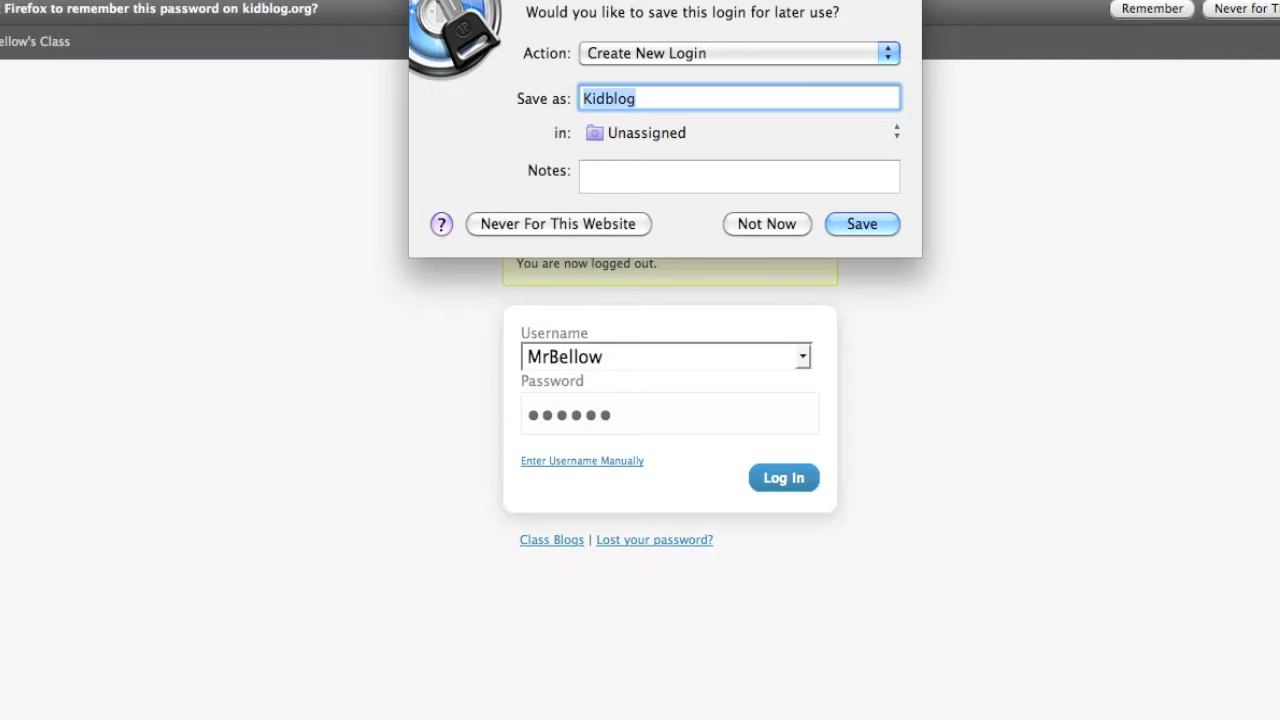 Firefox to remember this password on kidblog.org?
Remember
Never for T
ellow's Class
Would you like to save this login for later use?
Action: Create New Login
Save as: Kidblog
in: Unassigned
Notes:
? Never For This Website Not Now Save
You are now logged out.
Username
MrBellow
Password
Enter Username Manually
Log In
Class Blogs | Lost your password?